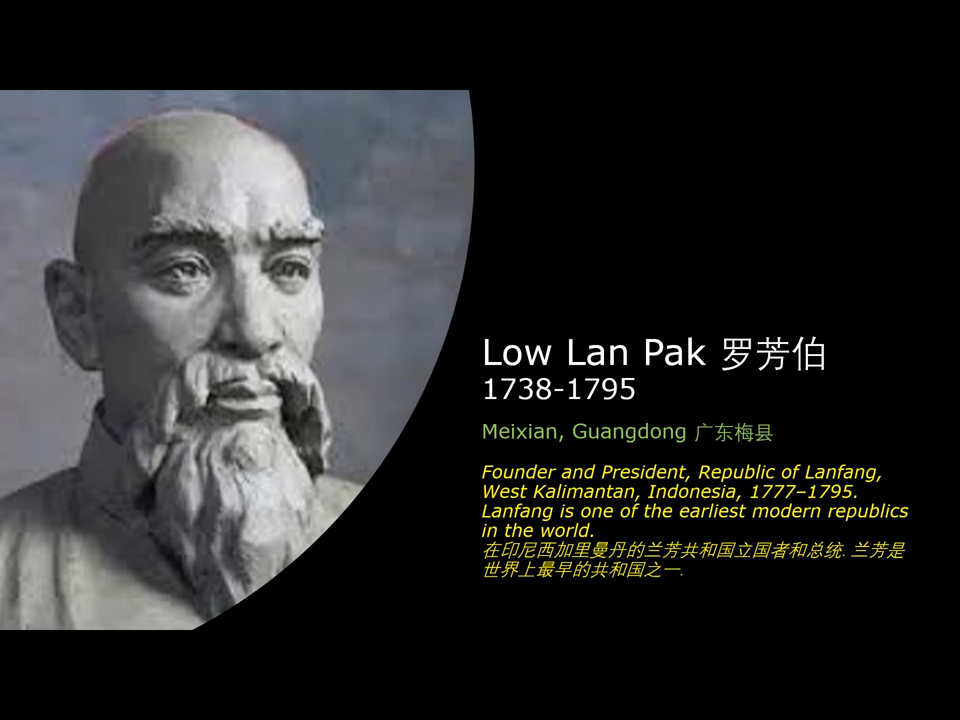 Low Lan Pak 罗芳伯
1738-1795
Meixian, Guangdong 广东梅县
Founder and President, Republic of Lanfang,
West Kalimantan, Indonesia, 1777–1795.
Lanfang is one of the earliest modern republics
in the world.
在印尼西加里曼丹的兰芳共和国立国者和总统. 兰芳是
世界上最早的共和国之一.